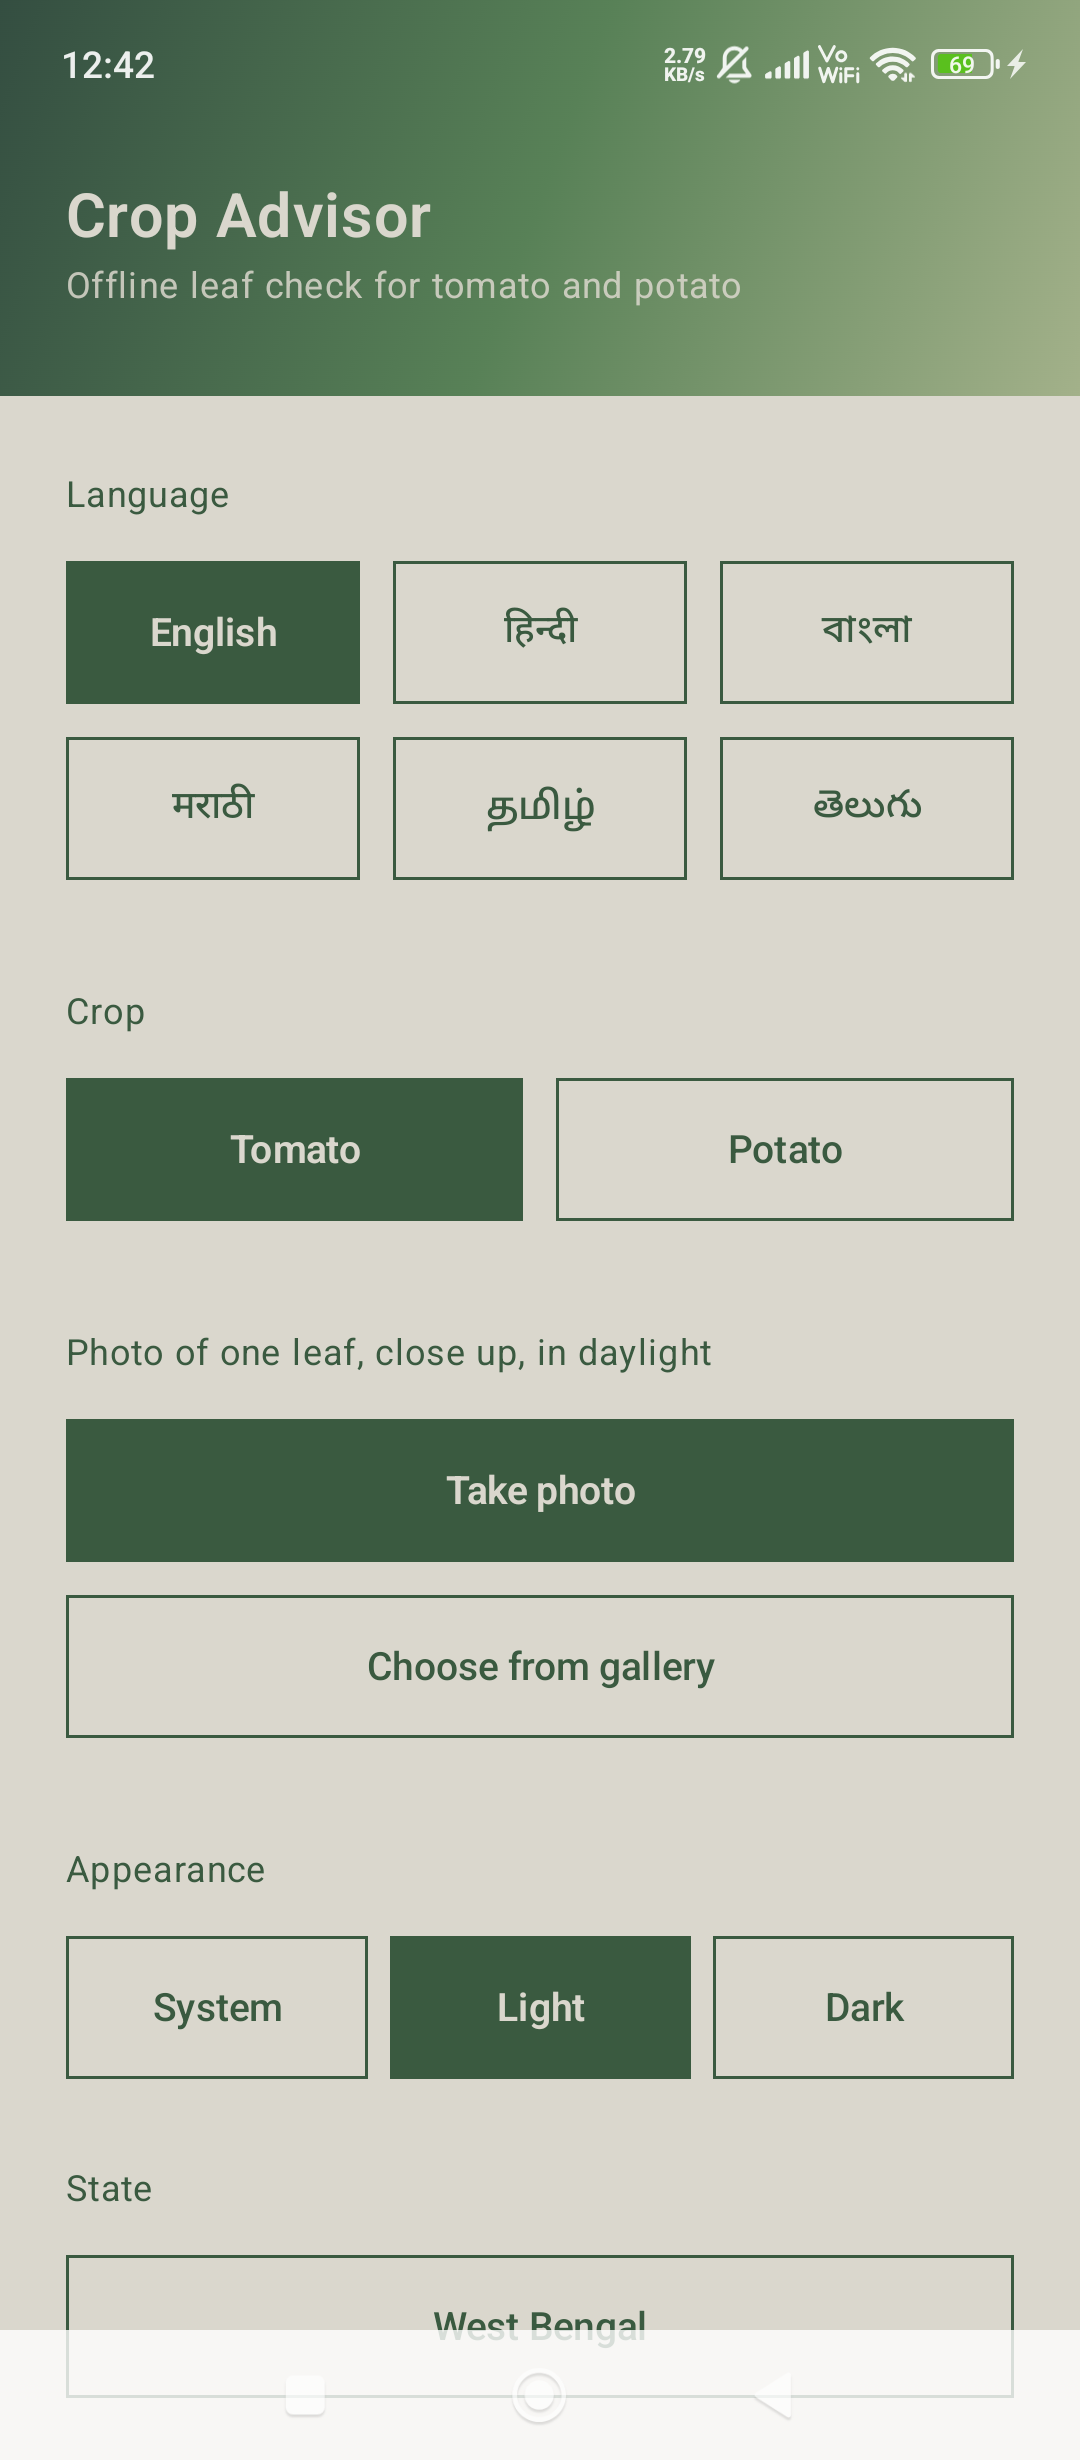 12:42
2.79 KB/s
Vo WiFi
69
Crop Advisor
Offline leaf check for tomato and potato
Language
English
हिन्दी
বাংলা
मराठी
தமிழ்
తెలుగు
Crop
Tomato
Potato
Photo of one leaf, close up, in daylight
Take photo
Choose from gallery
Appearance
System
Light
Dark
State
West Bengal